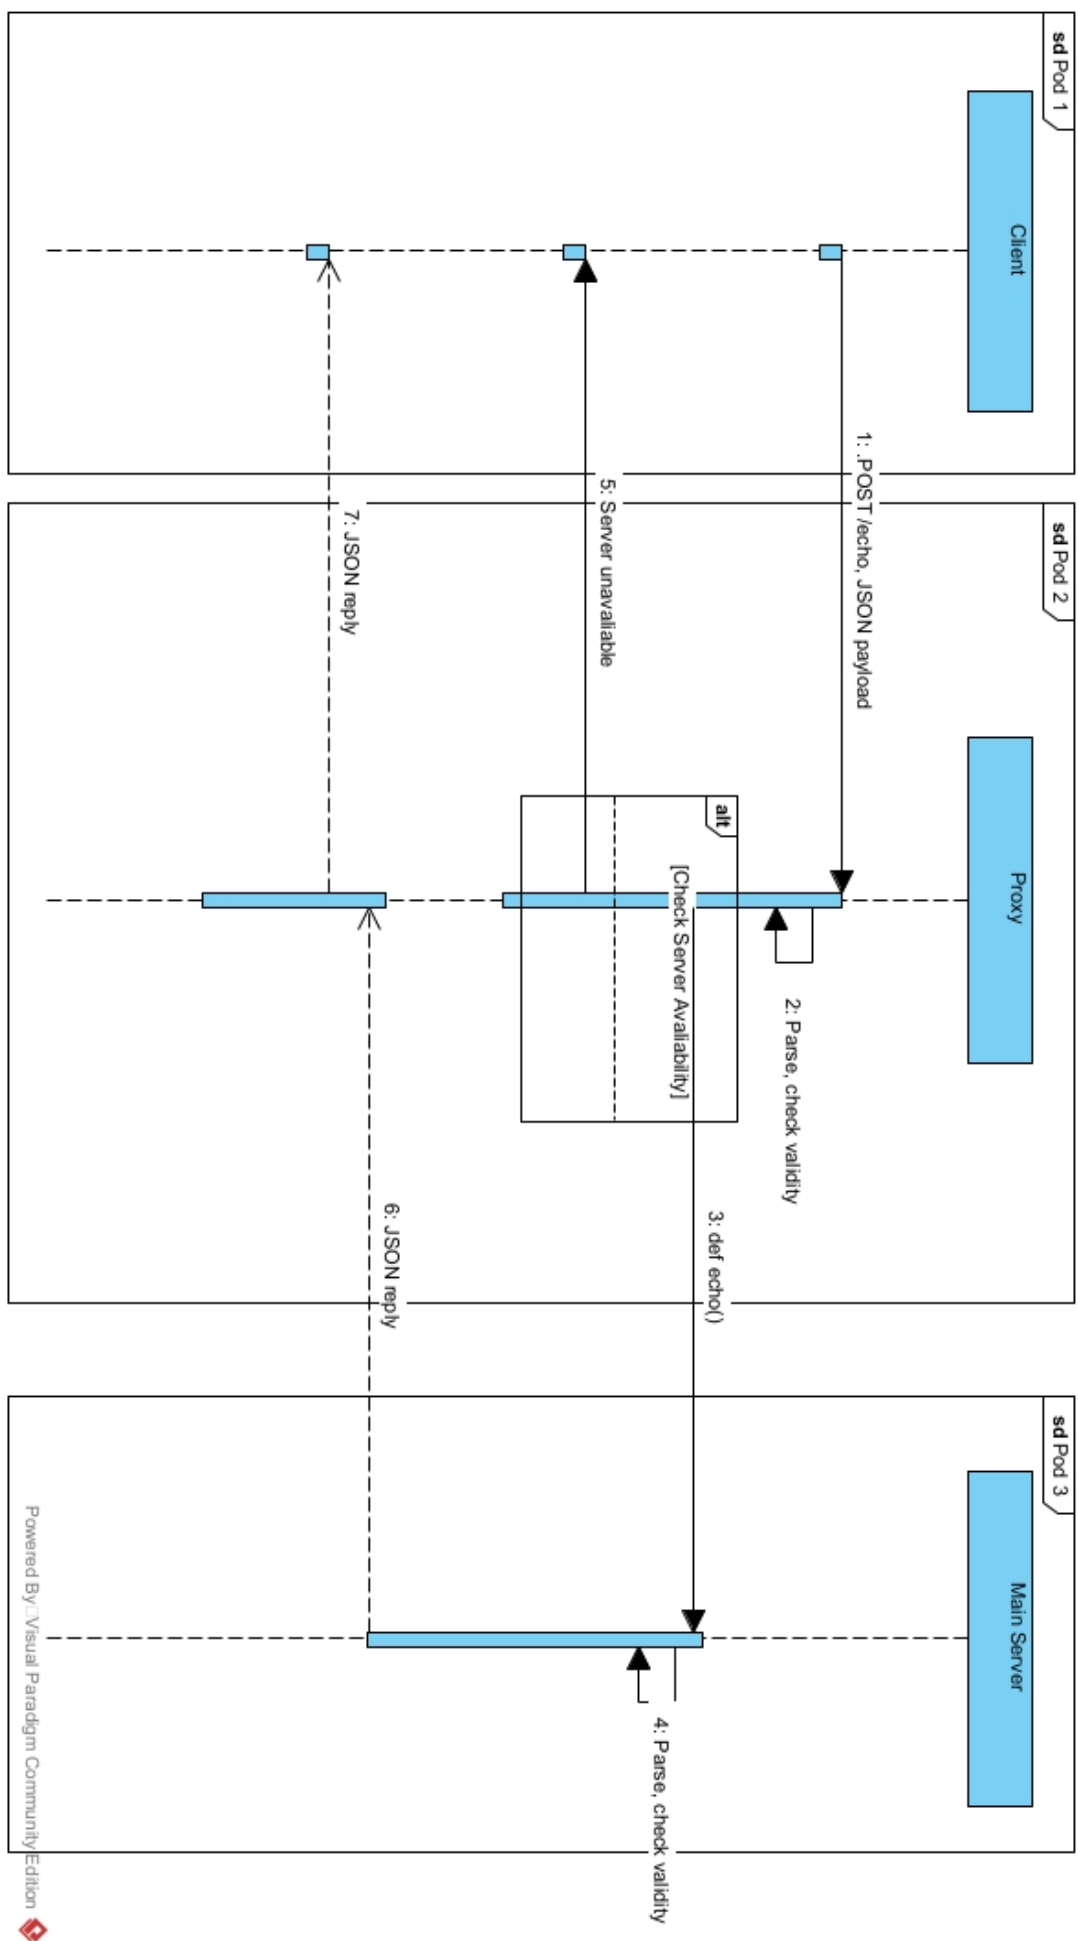 sd Pod 1
Client
sd Pod 2
Proxy
sd Pod 3
Main Server
1: .POST /echo, JSON payload
2: Parse, check validity
alt
[Check Server Avaliability]
3: def echo()
4: Parse, check validity
5: Server unavaliable
6: JSON reply
7: JSON reply
Powered By□Visual Paradigm Community Edition